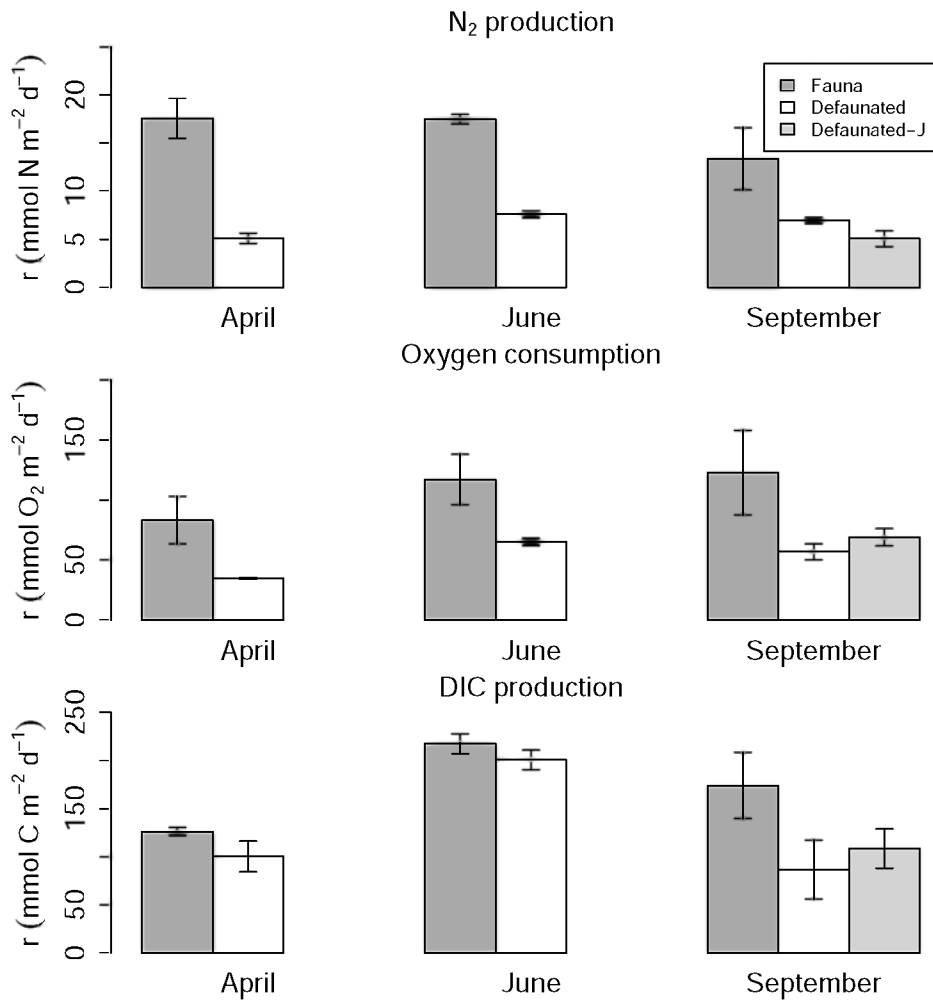 N₂ production
r (mmol N m⁻² d⁻¹)
0 5 10 20
Fauna
Defaunated
Defaunated−J
April June September
Oxygen consumption
r (mmol O₂ m⁻² d⁻¹)
0 50 150
April June September
DIC production
r (mmol C m⁻² d⁻¹)
0 50 150 250
April June September